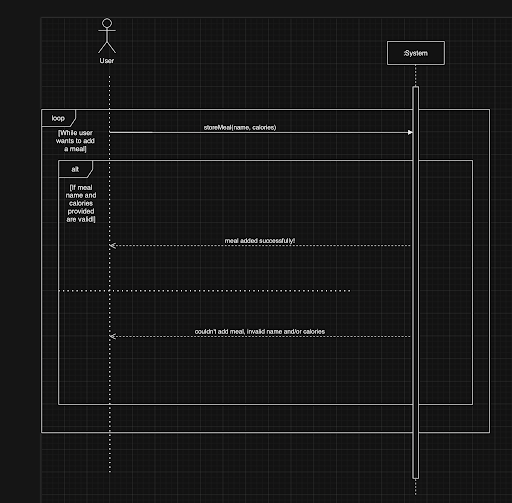 User
:System
loop
[While user
wants to add
a meal]
storeMeal(name, calories)
alt
[If meal
name and
calories
provided
are valid]
meal added successfully!
couldn't add meal, invalid name and/or calories